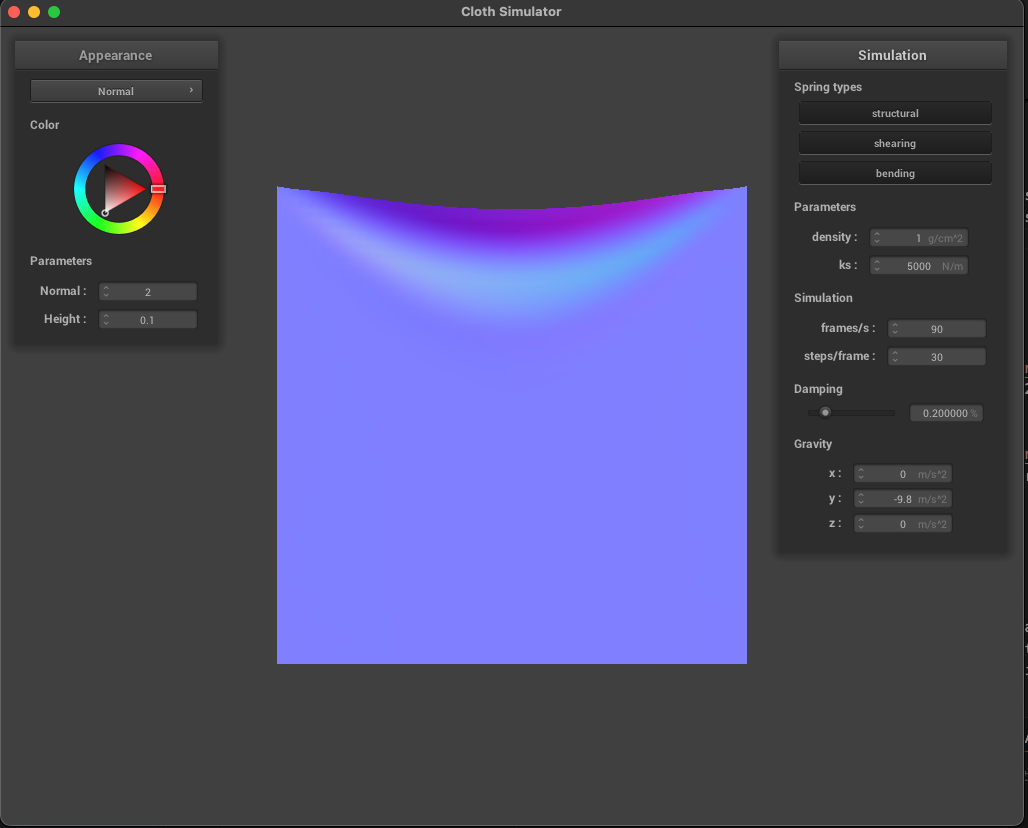 Cloth Simulator
Appearance
Normal
Color
Parameters
Normal : 2
Height : 0.1
Simulation
Spring types
structural
shearing
bending
Parameters
density : 1 g/cm^2
ks : 5000 N/m
Simulation
frames/s : 90
steps/frame : 30
Damping
0.200000 %
Gravity
x : 0 m/s^2
y : -9.8 m/s^2
z : 0 m/s^2